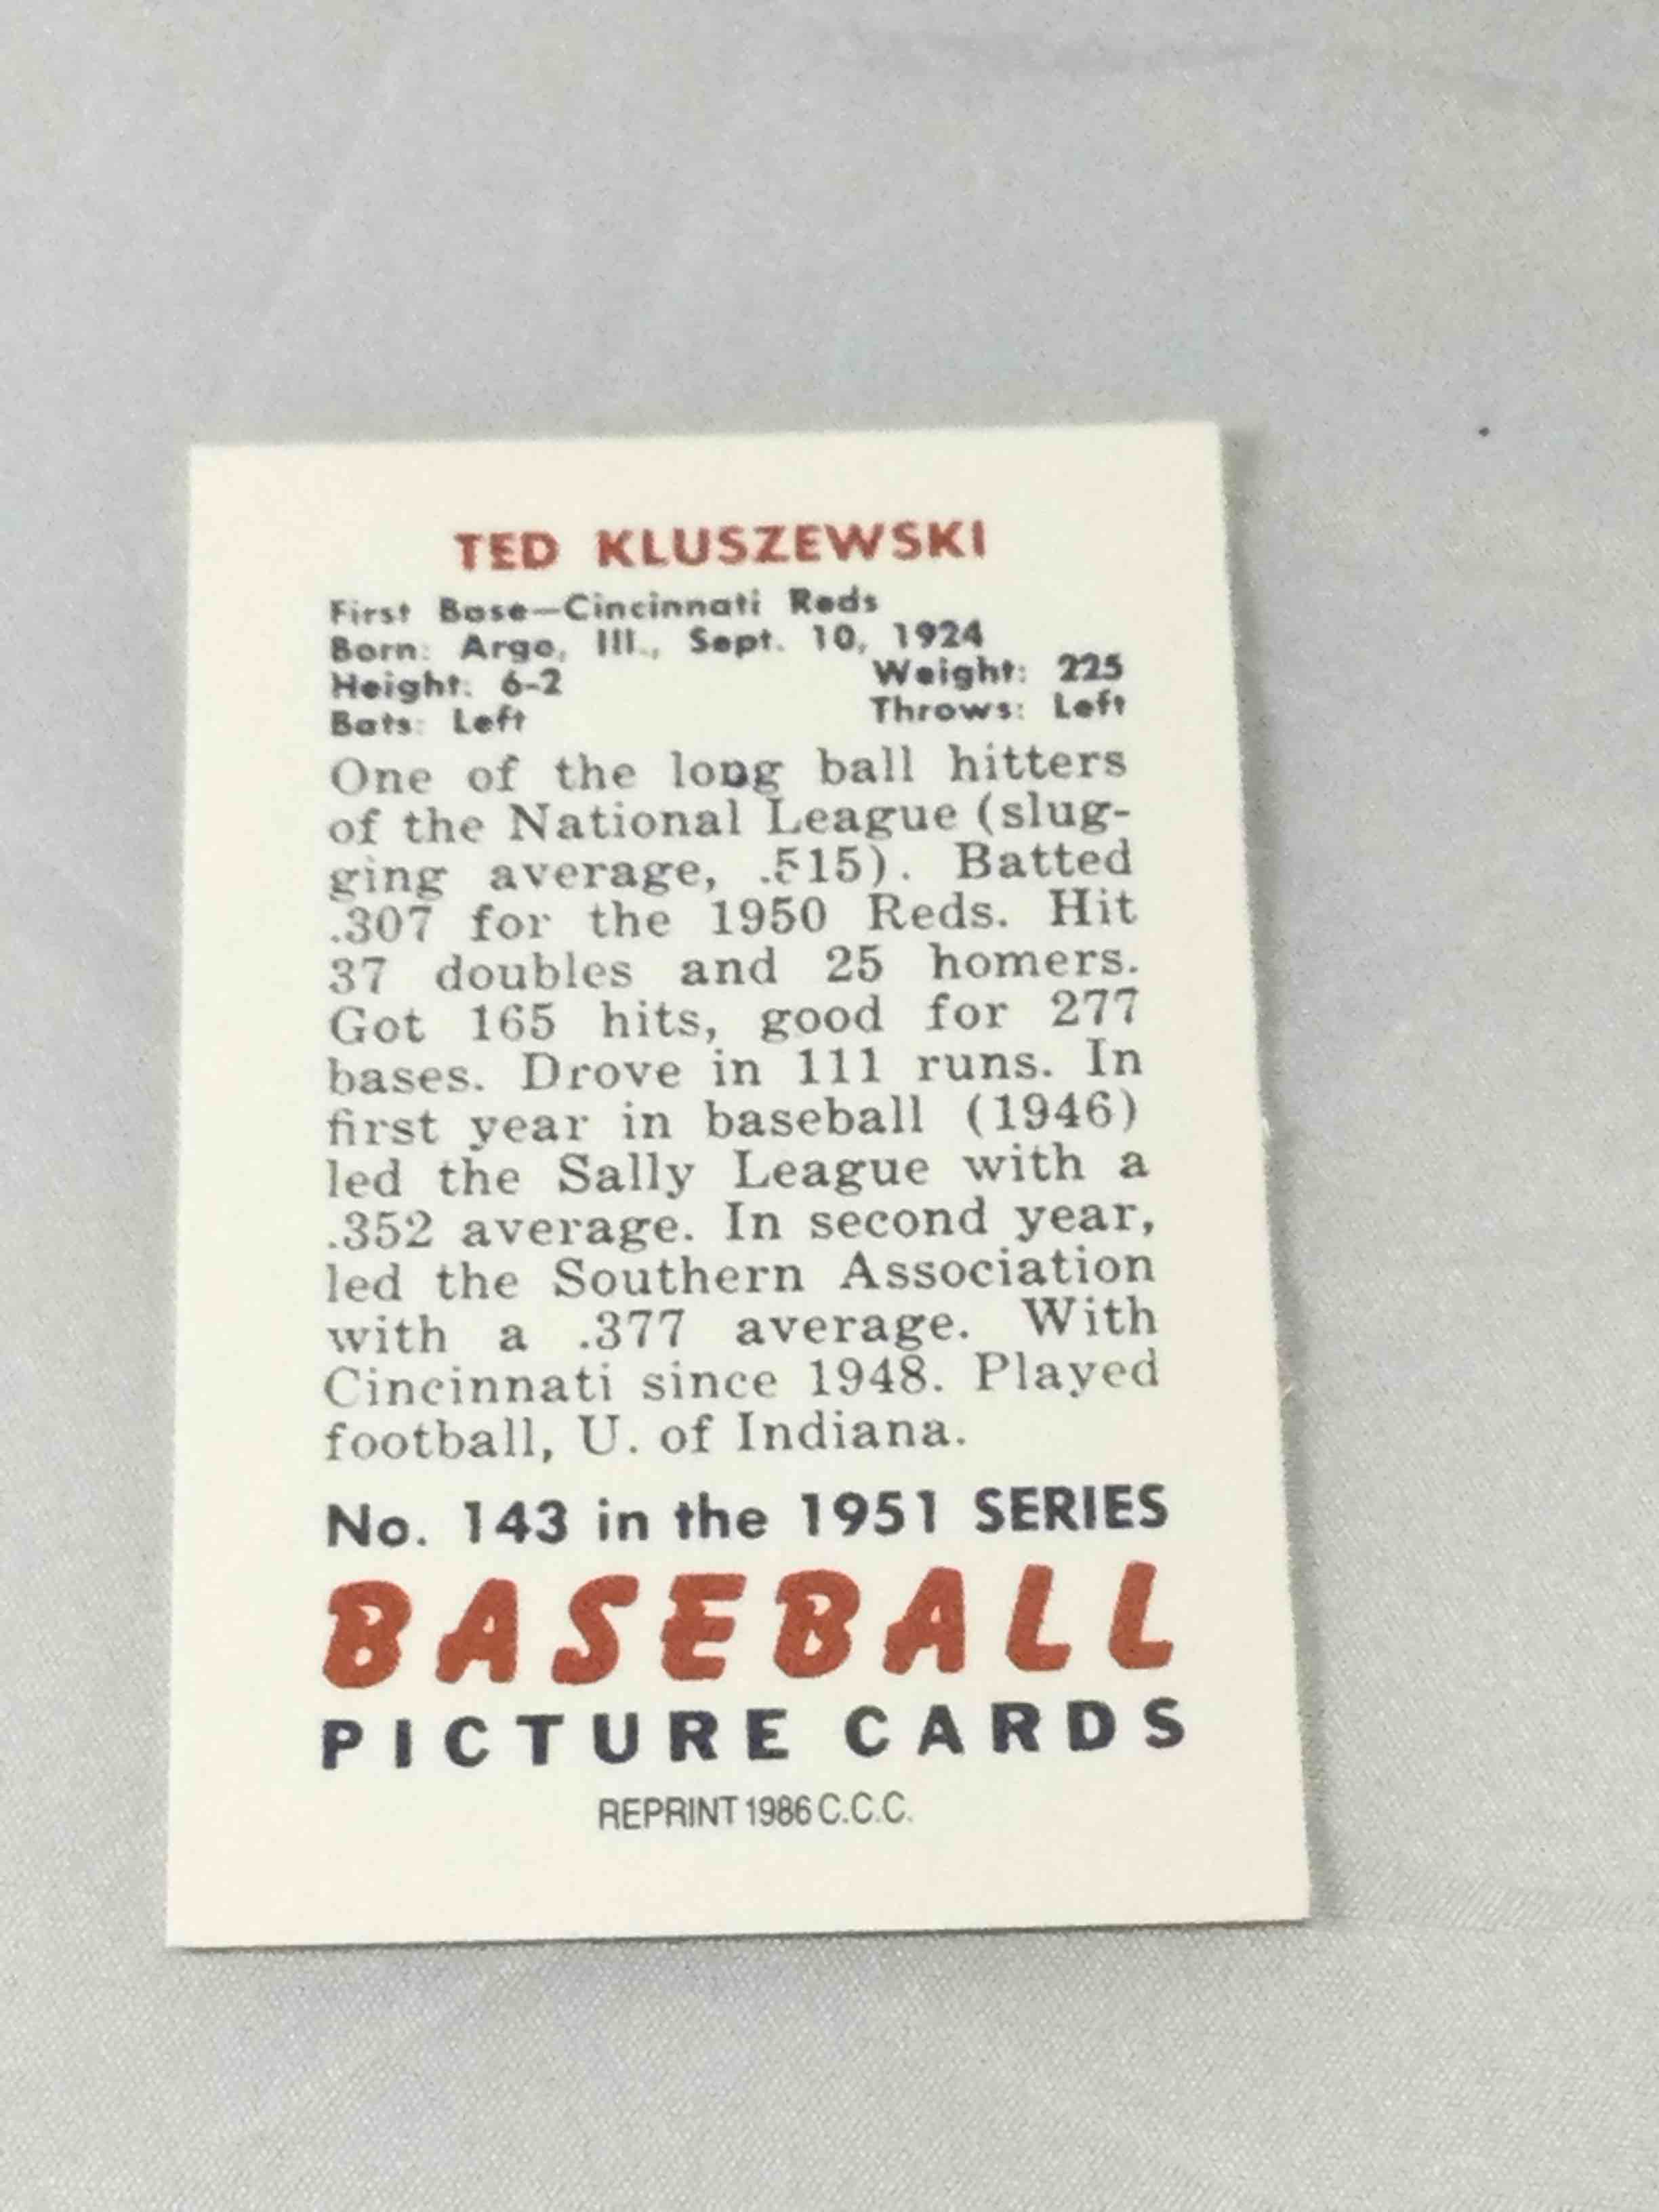 TED KLUSZEWSKI
First Base—Cincinnati Reds
Born: Argo, Ill., Sept. 10, 1924
Height: 6-2 Weight: 225
Bats: Left Throws: Left
One of the long ball hitters
of the National League (slug-
ging average, .515). Batted
.307 for the 1950 Reds. Hit
37 doubles and 25 homers.
Got 165 hits, good for 277
bases. Drove in 111 runs. In
first year in baseball (1946)
led the Sally League with a
.352 average. In second year,
led the Southern Association
with a .377 average. With
Cincinnati since 1948. Played
football, U. of Indiana.
No. 143 in the 1951 SERIES
BASEBALL
PICTURE CARDS
REPRINT 1986 C.C.C.